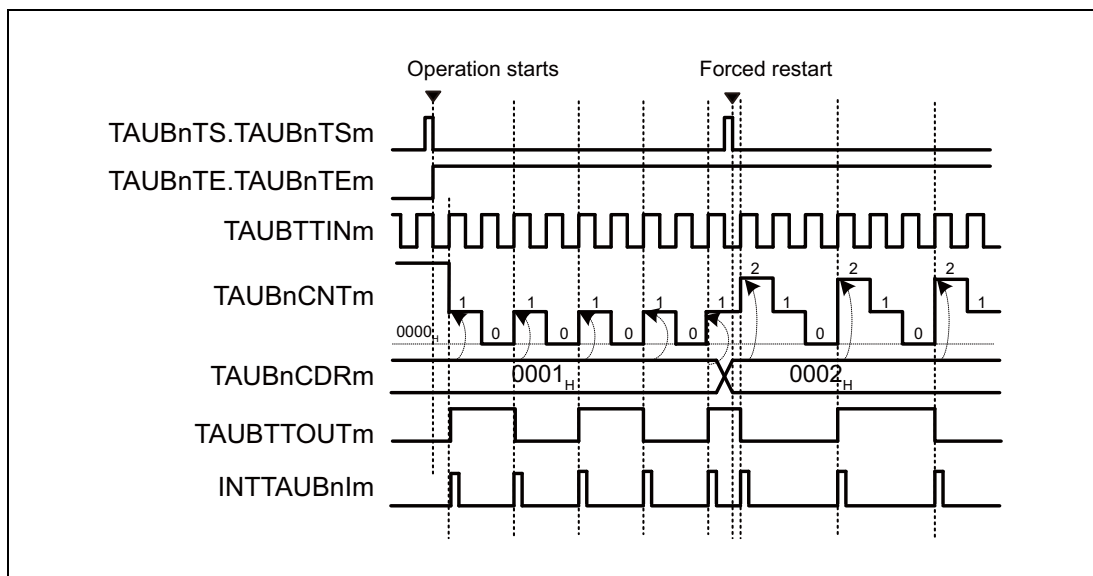 Operation starts Forced restart
TAUBnTS.TAUBnTSm
TAUBnTE.TAUBnTEm
TAUBTTINm
2 2 2
TAUBnCNTm 1 1 1 1 1 1 1 1
0000H 0 0 0 0 0 0
TAUBnCDRm 0001H 0002H
TAUBTTOUTm
INTTAUBnIm